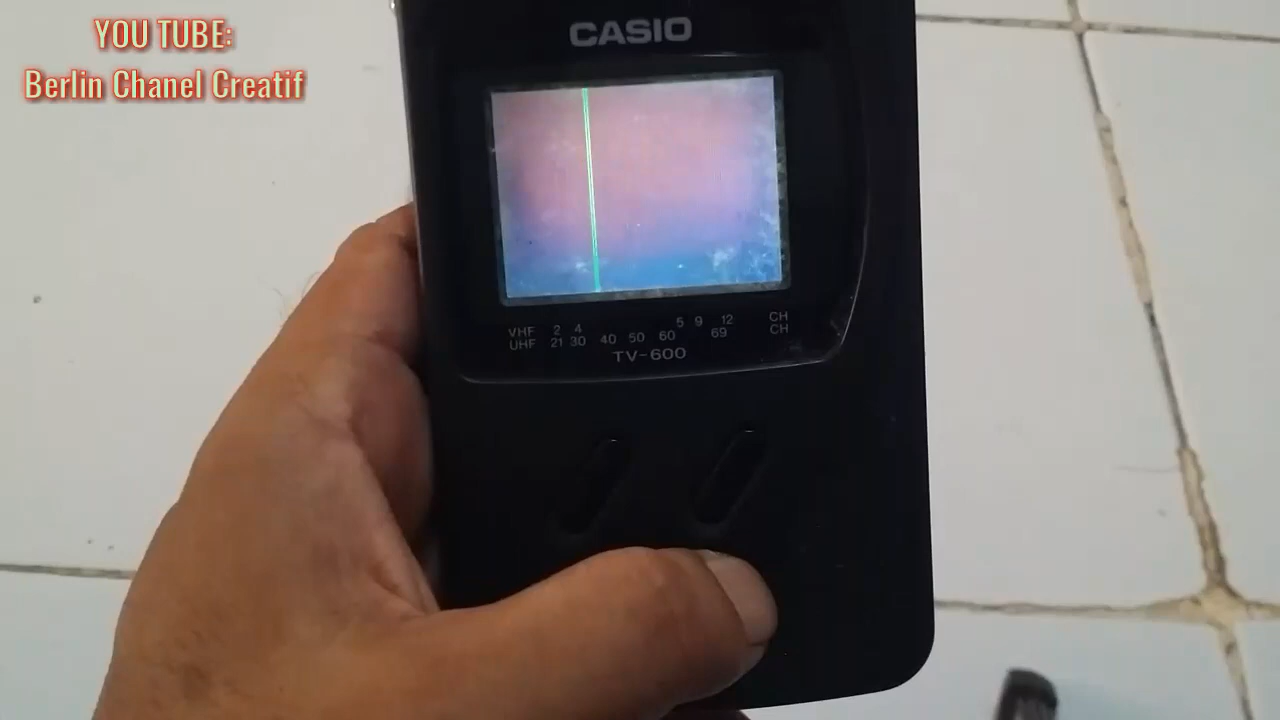 YOU TUBE:
Berlin Chanel Creatif
CASIO
VHF 2 4 5 9 12 CH
UHF 21 30 40 50 60 69 CH
TV-600